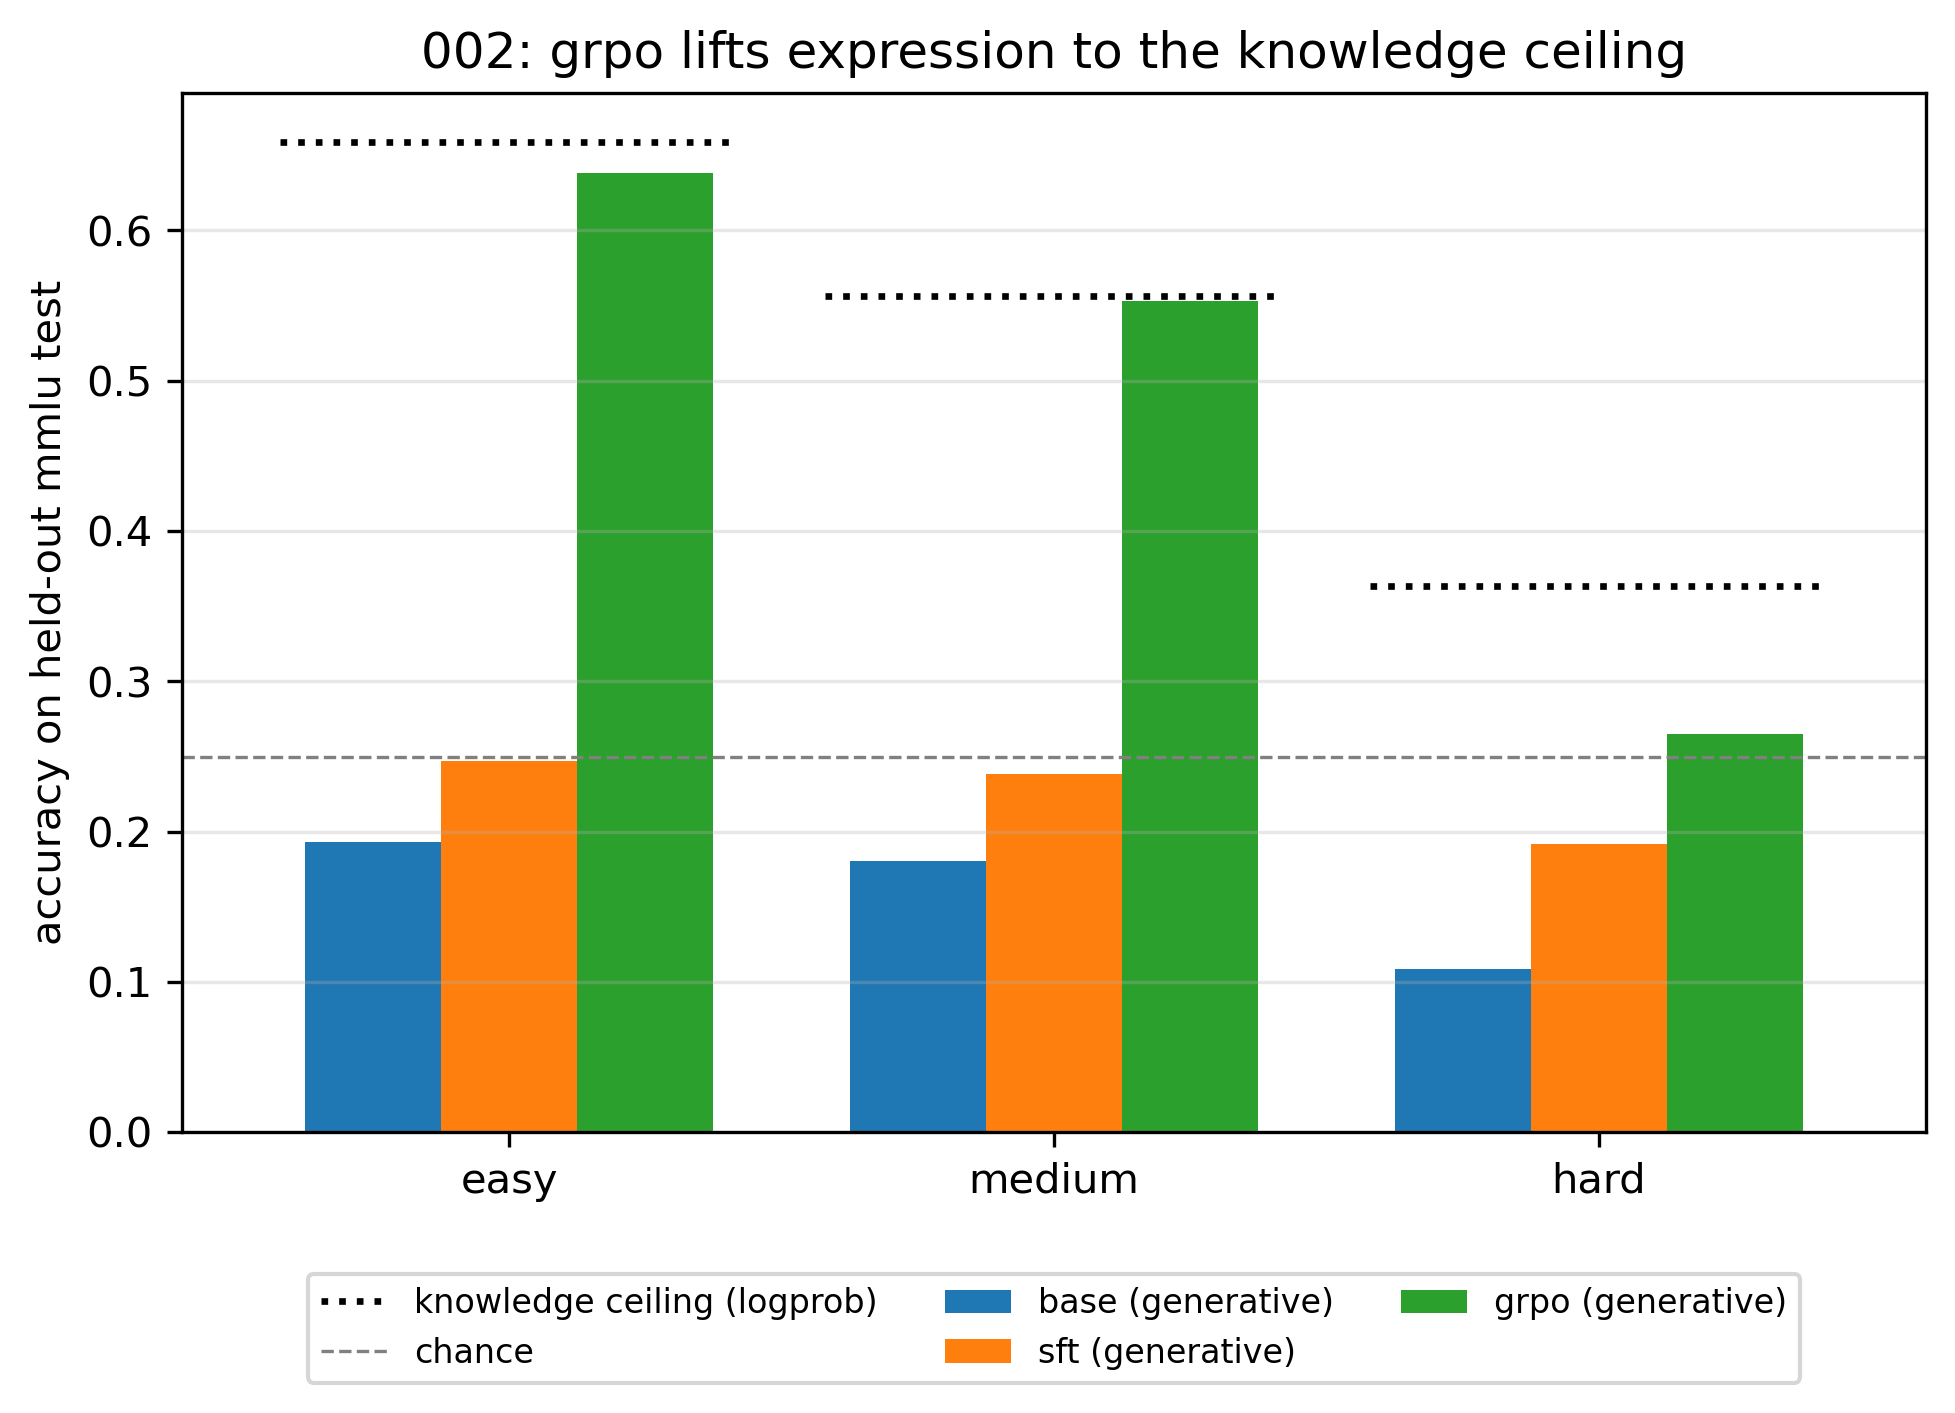 002: grpo lifts expression to the knowledge ceiling
accuracy on held-out mmlu test
0.6
0.5
0.4
0.3
0.2
0.1
0.0
easy medium hard
knowledge ceiling (logprob) base (generative) grpo (generative)
chance sft (generative)